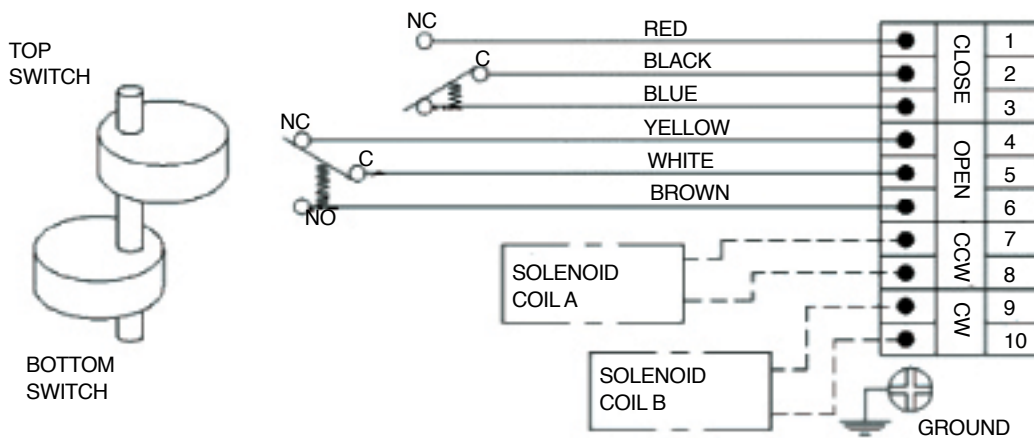 TOP
SWITCH
BOTTOM
SWITCH
NC
C
NC
C
NO
RED
BLACK
BLUE
YELLOW
WHITE
BROWN
SOLENOID
COIL A
SOLENOID
COIL B
CLOSE
OPEN
CCW
CW
1
2
3
4
5
6
7
8
9
10
GROUND